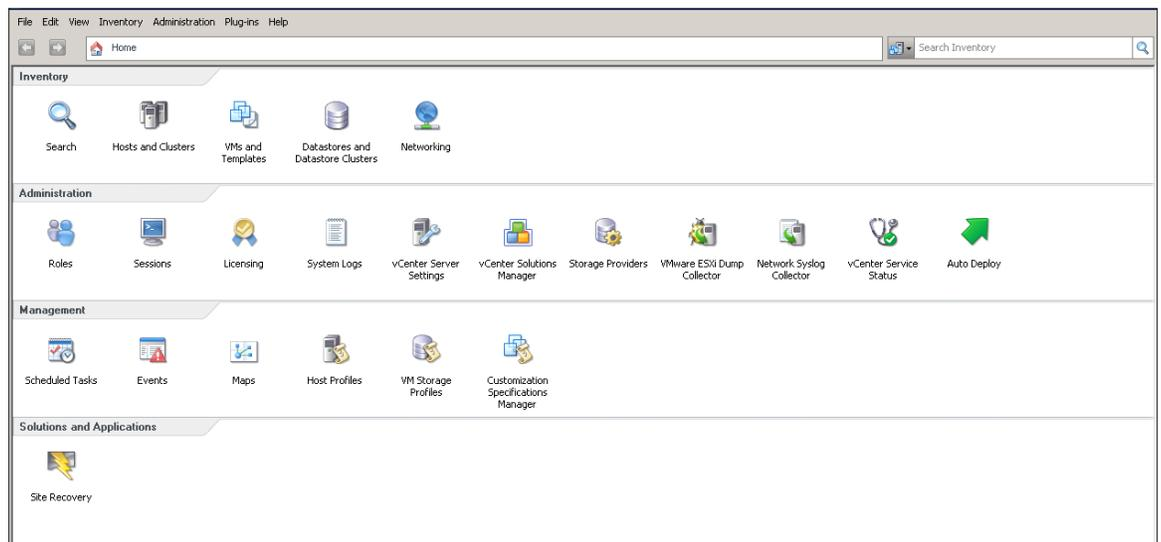 File Edit View Inventory Administration Plug-ins Help
Home
Search Inventory
Inventory
Search
Hosts and Clusters
VMs and
Templates
Datastores and
Datastore Clusters
Networking
Administration
Roles
Sessions
Licensing
System Logs
vCenter Server
Settings
vCenter Solutions
Manager
Storage Providers
VMware ESXi Dump
Collector
Network Syslog
Collector
vCenter Service
Status
Auto Deploy
Management
Scheduled Tasks
Events
Maps
Host Profiles
VM Storage
Profiles
Customization
Specifications
Manager
Solutions and Applications
Site Recovery